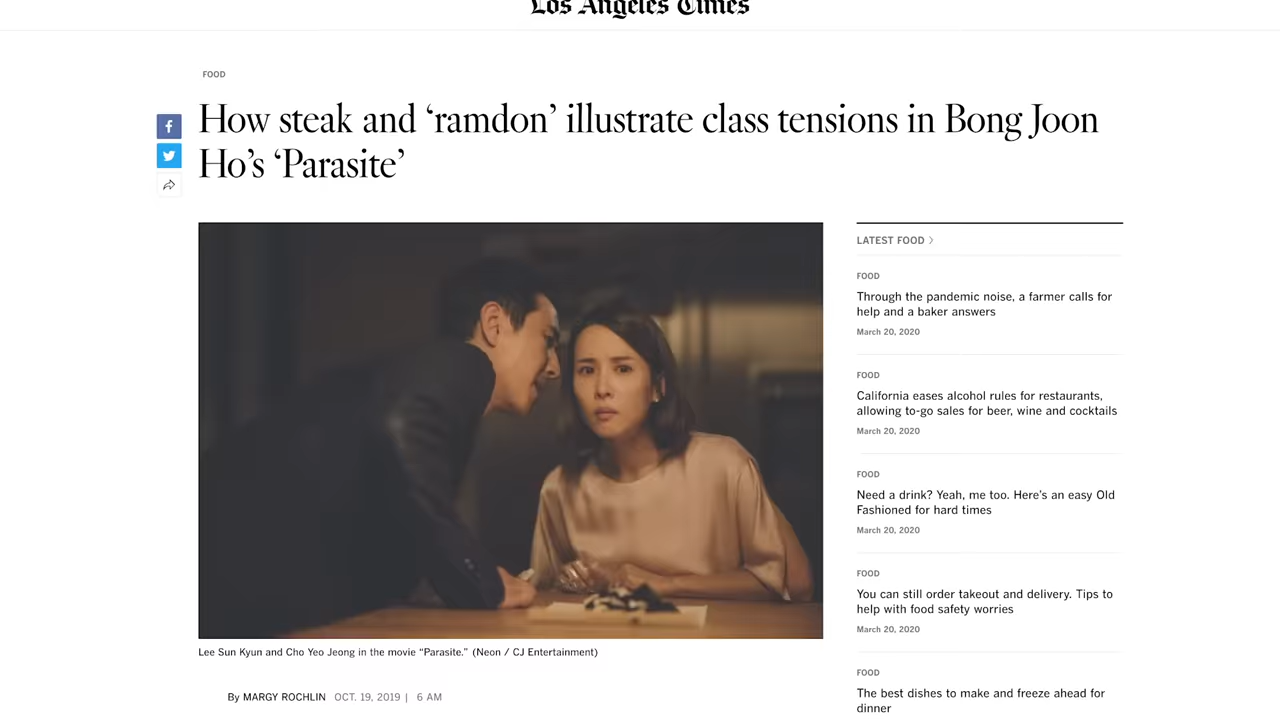 Los Angeles Times
FOOD
How steak and ‘ramdon’ illustrate class tensions in Bong Joon
Ho’s ‘Parasite’
Lee Sun Kyun and Cho Yeo Jeong in the movie “Parasite.” (Neon / CJ Entertainment)
By MARGY ROCHLIN OCT. 19, 2019 | 6 AM
LATEST FOOD >
FOOD
Through the pandemic noise, a farmer calls for
help and a baker answers
March 20, 2020
FOOD
California eases alcohol rules for restaurants,
allowing to-go sales for beer, wine and cocktails
March 20, 2020
FOOD
Need a drink? Yeah, me too. Here’s an easy Old
Fashioned for hard times
March 20, 2020
FOOD
You can still order takeout and delivery. Tips to
help with food safety worries
March 20, 2020
FOOD
The best dishes to make and freeze ahead for
dinner